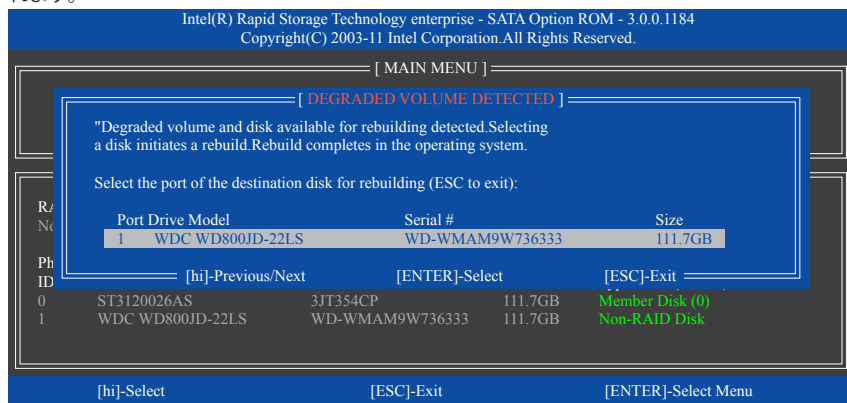 Intel(R) Rapid Storage Technology enterprise - SATA Option ROM - 3.0.0.1184
Copyright(C) 2003-11 Intel Corporation.All Rights Reserved.
[ MAIN MENU ]
[ DEGRADED VOLUME DETECTED ]
"Degraded volume and disk available for rebuilding detected.Selecting
a disk initiates a rebuild.Rebuild completes in the operating system.
Select the port of the destination disk for rebuilding (ESC to exit):
Port Drive Model Serial # Size
1 WDC WD800JD-22LS WD-WMAM9W736333 111.7GB
[hi]-Previous/Next [ENTER]-Select [ESC]-Exit
ID
0 ST3120026AS 3JT354CP 111.7GB Member Disk (0)
1 WDC WD800JD-22LS WD-WMAM9W736333 111.7GB Non-RAID Disk
[hi]-Select [ESC]-Exit [ENTER]-Select Menu